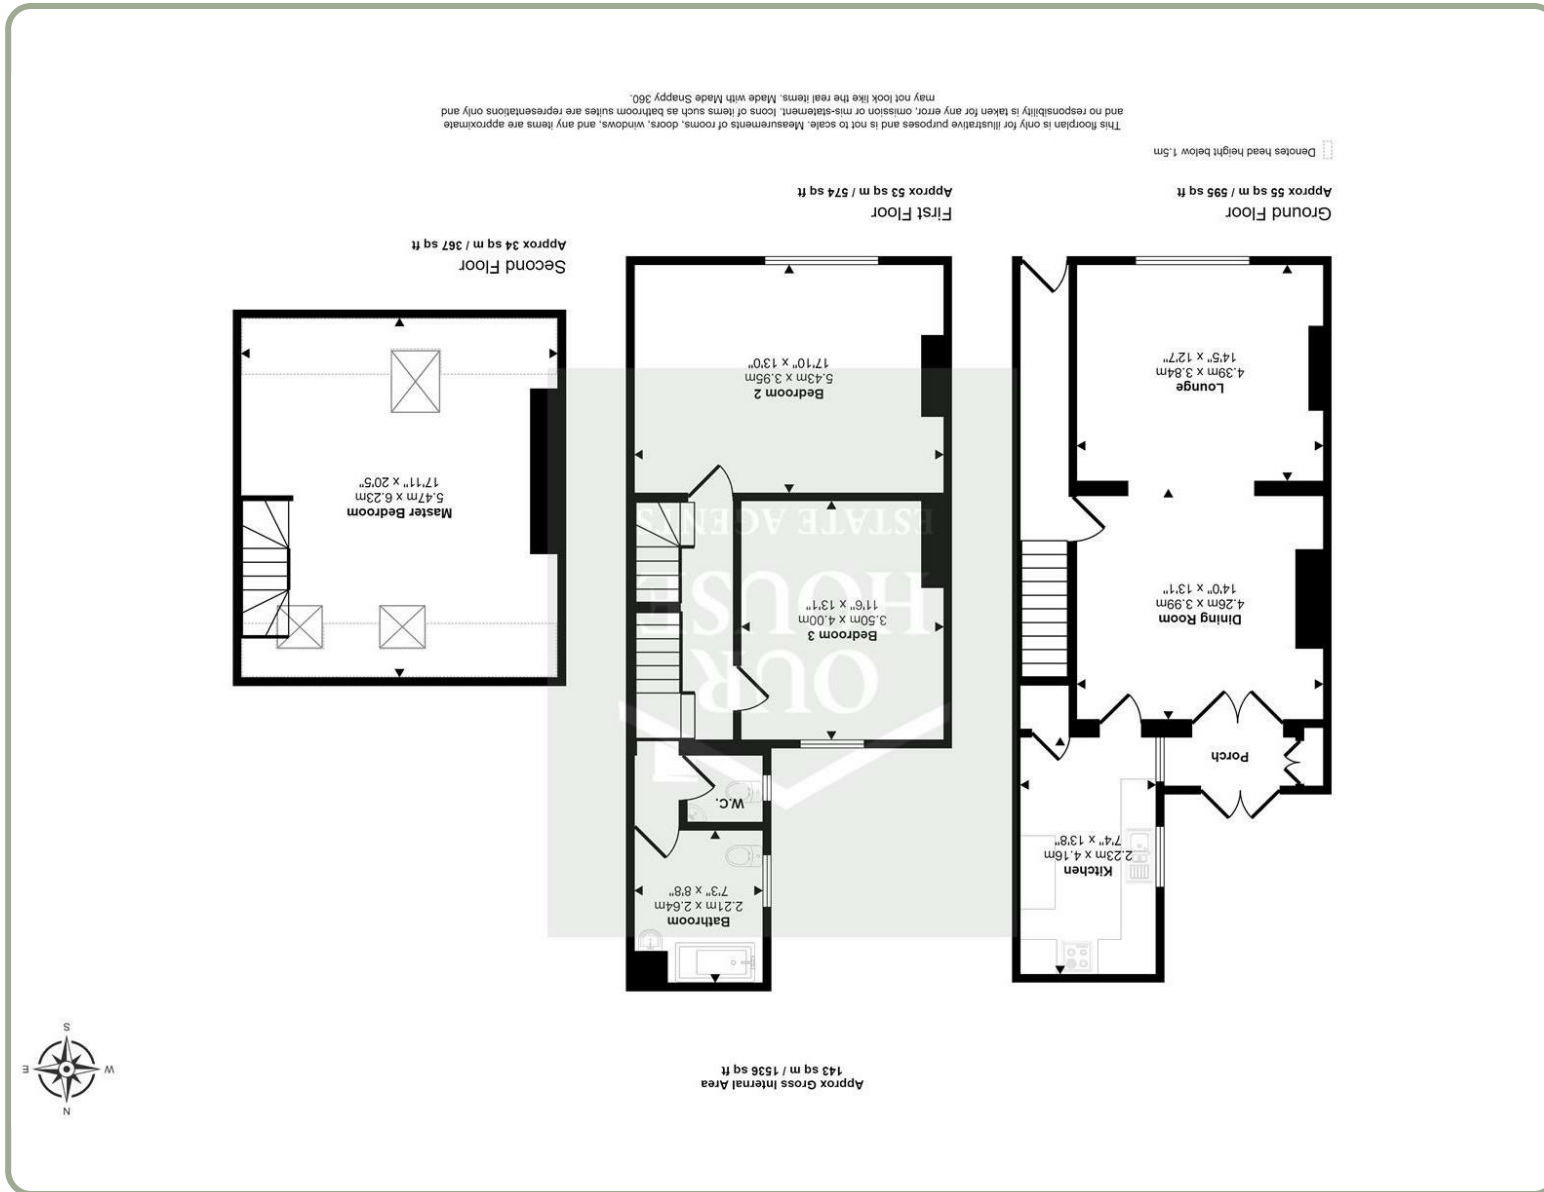 Approx Gross Internal Area
143 sq m / 1536 sq ft
N
W
E
S
Kitchen
2.23m x 4.16m
7'4" x 13'8"
Porch
Dining Room
4.26m x 3.99m
14'0" x 13'1"
Lounge
4.39m x 3.84m
14'5" x 12'7"
Ground Floor
Approx 55 sq m / 595 sq ft
Bathroom
2.21m x 2.64m
7'3" x 8'8"
W.C.
Bedroom 3
3.50m x 4.00m
11'6" x 13'1"
Bedroom 2
5.43m x 3.95m
17'10" x 13'0"
First Floor
Approx 53 sq m / 574 sq ft
Master Bedroom
5.47m x 6.23m
17'11" x 20'5"
Second Floor
Approx 34 sq m / 367 sq ft
OUR
HOUSE
ESTATE AGENTS
Denotes head height below 1.5m
This floorplan is only for illustrative purposes and is not to scale. Measurements of rooms, doors, windows, and any items are approximate
and no responsibility is taken for any error, omission or mis-statement. Icons of items such as bathroom suites are representations only and
may not look like the real items. Made with Made Snappy 360.